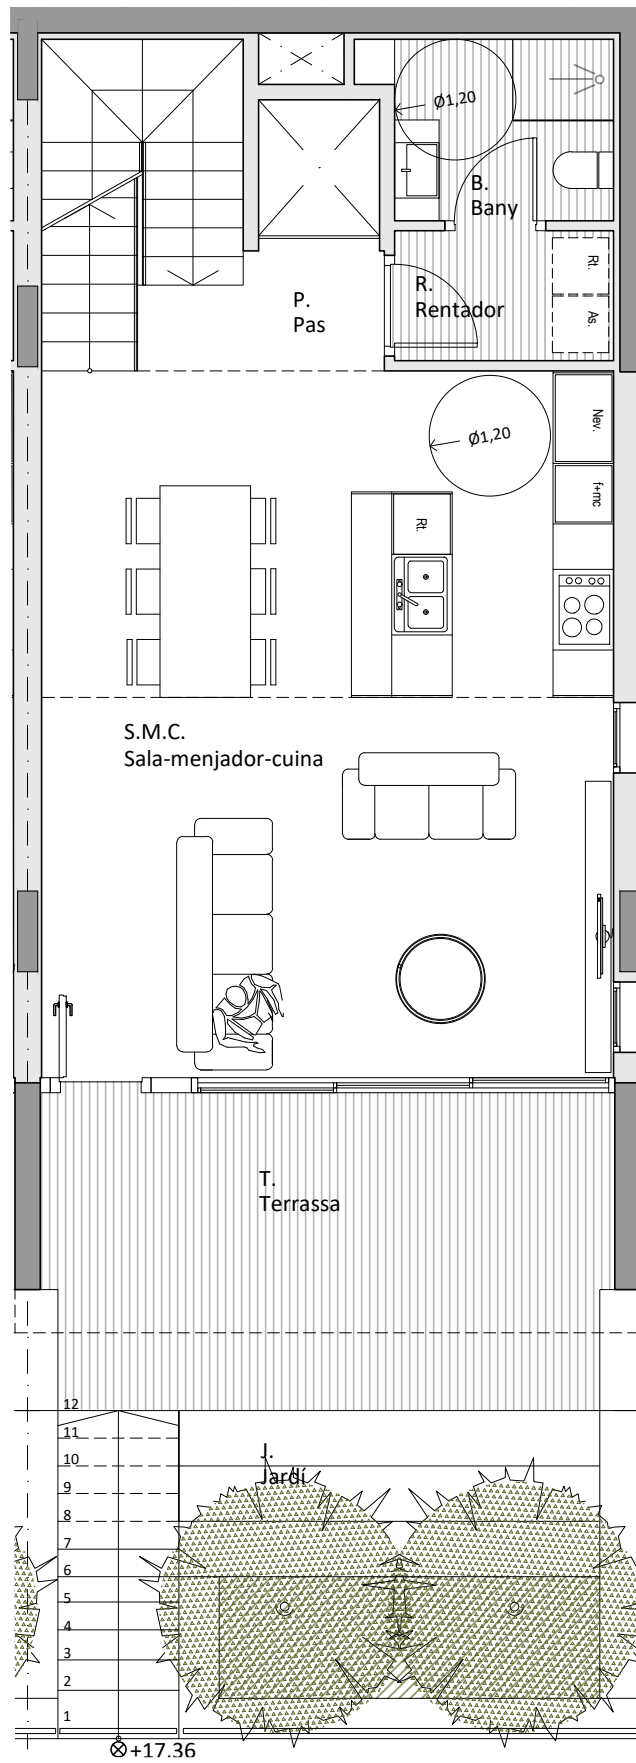 Ø1,20
B.
Bany
Rt.
R.
Rentador
As.
P.
Pas
Ø1,20
Nev.
f+mc
Rt.
S.M.C.
Sala-menjador-cuina
T.
Terrassa
12
11
J.
Jardí
10
9
8
7
6
5
4
3
2
1
+17.36